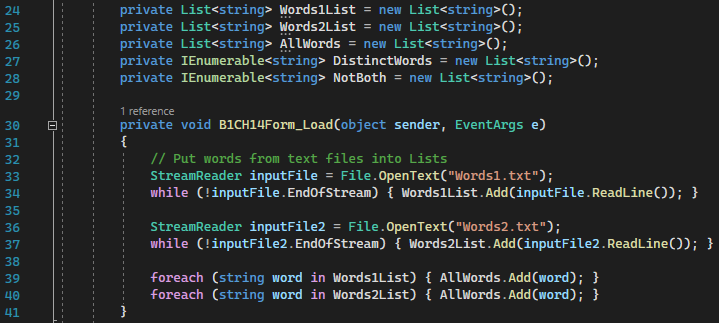 24 private List<string> Words1List = new List<string>();
25 private List<string> Words2List = new List<string>();
26 private List<string> AllWords = new List<string>();
27 private IEnumerable<string> DistinctWords = new List<string>();
28 private IEnumerable<string> NotBoth = new List<string>();
29
1 reference
30 private void B1CH14Form_Load(object sender, EventArgs e)
31 {
32 // Put words from text files into Lists
33 StreamReader inputFile = File.OpenText("Words1.txt");
34 while (!inputFile.EndOfStream) { Words1List.Add(inputFile.ReadLine()); }
35
36 StreamReader inputFile2 = File.OpenText("Words2.txt");
37 while (!inputFile2.EndOfStream) { Words2List.Add(inputFile2.ReadLine()); }
38
39 foreach (string word in Words1List) { AllWords.Add(word); }
40 foreach (string word in Words2List) { AllWords.Add(word); }
41 }